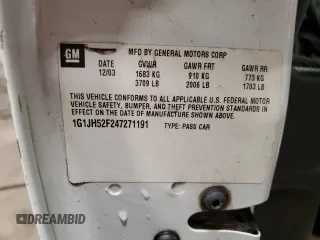 GM
MFD BY GENERAL MOTORS CORP
DATE GVWR GAWR FRT GAWR RR
12/03 1683 KG 910 KG 773 KG
3709 LB 2006 LB 1703 LB
THIS VEHICLE CONFORMS TO ALL APPLICABLE U.S. FEDERAL MOTOR
VEHICLE SAFETY, BUMPER, AND THEFT PREVENTION STANDARDS IN
EFFECT ON THE DATE OF MANUFACTURE SHOWN ABOVE.
1G1JH52F247271191 TYPE: PASS CAR
DREAMBID